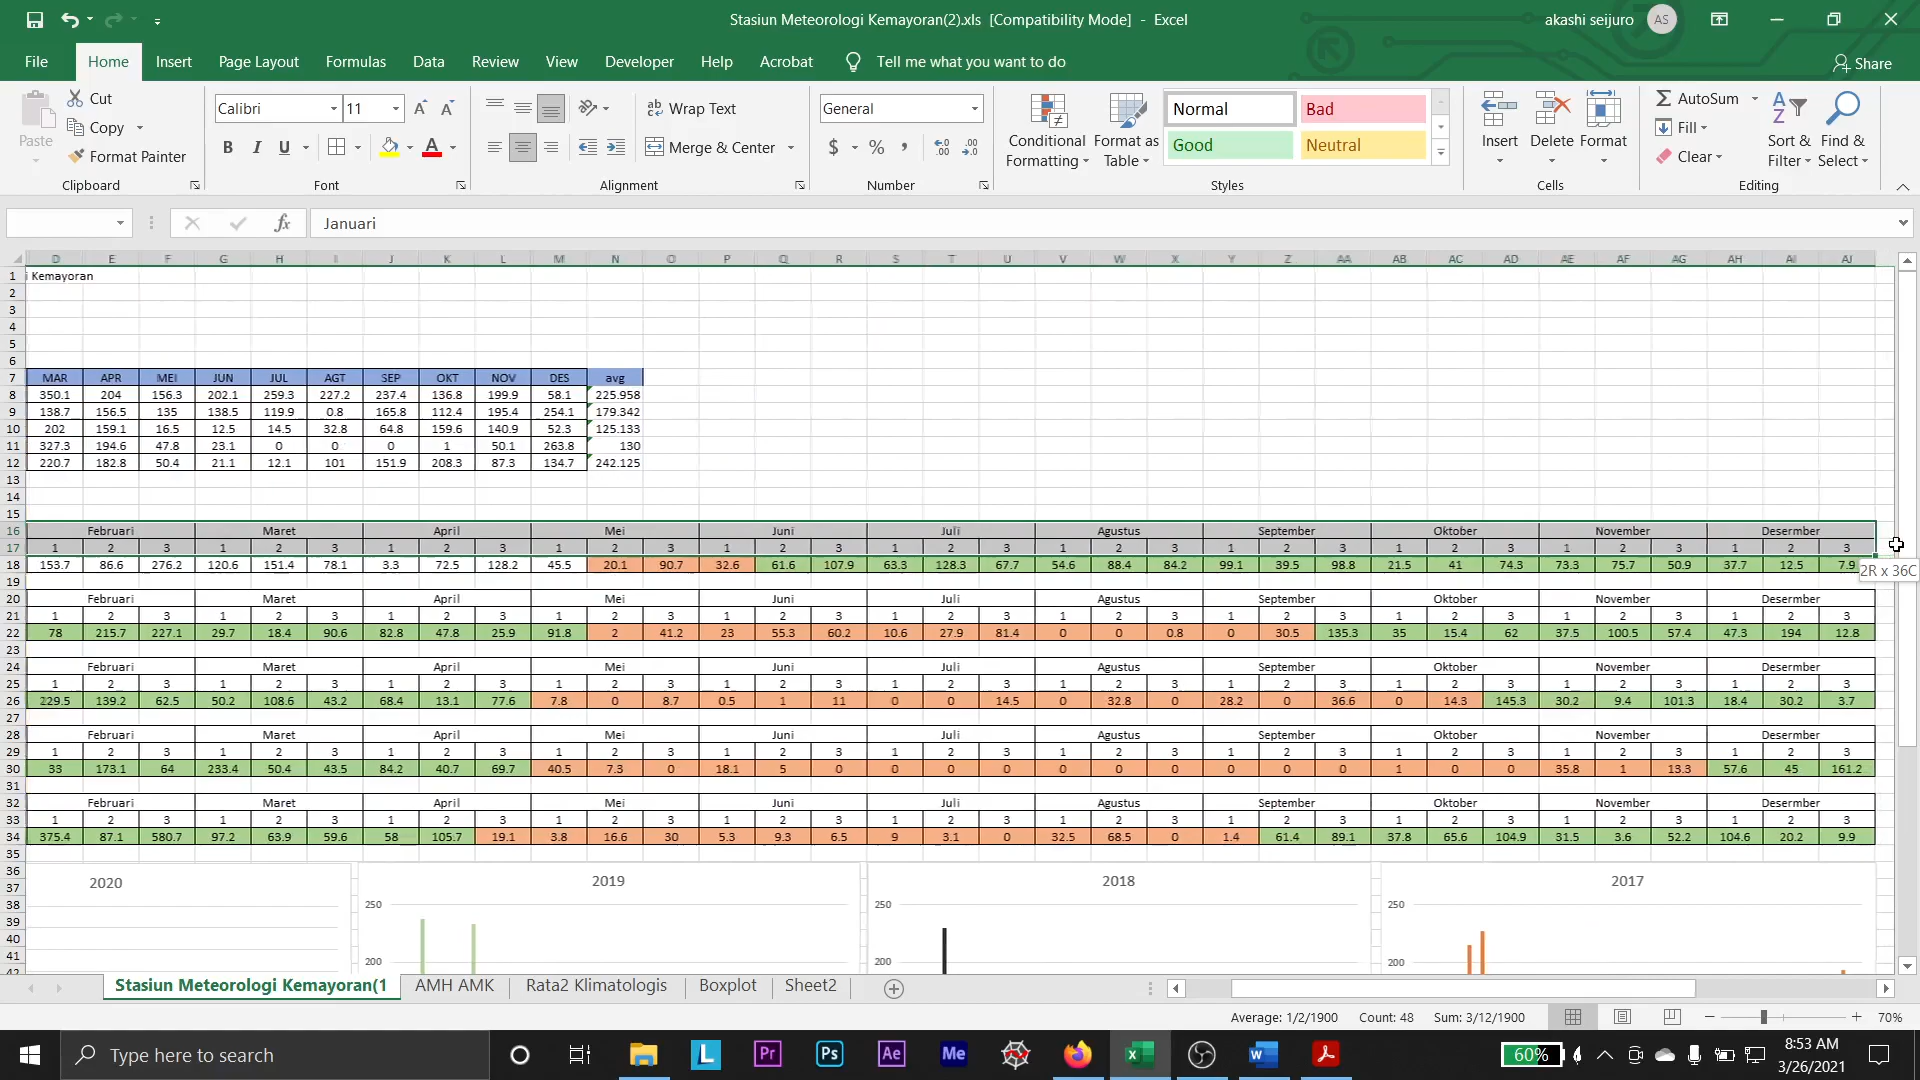 Stasiun Meteorologi Kemayoran(2).xls [Compatibility Mode] - Excel
akashi seijuro AS
File Home Insert Page Layout Formulas Data Review View Developer Help Acrobat Tell me what you want to do Share
Paste
Cut
Copy
Format Painter
Clipboard
Calibri 11
B I U
Font
Wrap Text
Merge & Center
Alignment
General
$ % ,
Number
Conditional Formatting
Format as Table
Normal Bad
Good Neutral
Styles
Insert Delete Format
Cells
AutoSum
Fill
Clear
Sort & Filter
Find & Select
Editing
fx Januari
D E F G H I J K L M N O P Q R S T U V W X Y Z AA AB AC AD AE AF AG AH AI AJ
1 i Kemayoran
2
3
4
5
6
7 MAR APR MEI JUN JUL AGT SEP OKT NOV DES avg
8 350.1 204 156.3 202.1 259.3 227.2 237.4 136.8 199.9 58.1 225.958
9 138.7 156.5 135 138.5 119.9 0.8 165.8 112.4 195.4 254.1 179.342
10 202 159.1 16.5 12.5 14.5 32.8 64.8 159.6 140.9 52.3 125.133
11 327.3 194.6 47.8 23.1 0 0 0 1 50.1 263.8 130
12 220.7 182.8 50.4 21.1 12.1 101 151.9 208.3 87.3 134.7 242.125
13
14
15
16 Februari Maret April Mei Juni Juli Agustus September Oktober November Desermber
17 1 2 3 1 2 3 1 2 3 1 2 3 1 2 3 1 2 3 1 2 3 1 2 3 1 2 3 1 2 3 1 2 3
18 153.7 86.6 276.2 120.6 151.4 78.1 3.3 72.5 128.2 45.5 20.1 90.7 32.6 61.6 107.9 63.3 128.3 67.7 54.6 88.4 84.2 99.1 39.5 98.8 21.5 41 74.3 73.3 75.7 50.9 37.7 12.5 7.9
2R x 36C
19
20 Februari Maret April Mei Juni Juli Agustus September Oktober November Desermber
21 1 2 3 1 2 3 1 2 3 1 2 3 1 2 3 1 2 3 1 2 3 1 2 3 1 2 3 1 2 3 1 2 3
22 78 215.7 227.1 29.7 18.4 90.6 82.8 47.8 25.9 91.8 2 41.2 23 55.3 60.2 10.6 27.9 81.4 0 0 0.8 0 30.5 135.3 35 15.4 62 37.5 100.5 57.4 47.3 194 12.8
23
24 Februari Maret April Mei Juni Juli Agustus September Oktober November Desermber
25 1 2 3 1 2 3 1 2 3 1 2 3 1 2 3 1 2 3 1 2 3 1 2 3 1 2 3 1 2 3 1 2 3
26 229.5 139.2 62.5 50.2 108.6 43.2 68.4 13.1 77.6 7.8 0 8.7 0.5 1 11 0 0 14.5 0 32.8 0 28.2 0 36.6 0 14.3 145.3 30.2 9.4 101.3 18.4 30.2 3.7
27
28 Februari Maret April Mei Juni Juli Agustus September Oktober November Desermber
29 1 2 3 1 2 3 1 2 3 1 2 3 1 2 3 1 2 3 1 2 3 1 2 3 1 2 3 1 2 3 1 2 3
30 33 173.1 64 233.4 50.4 43.5 84.2 40.7 69.7 40.5 7.3 0 18.1 5 0 0 0 0 0 0 0 0 0 0 1 0 0 35.8 1 13.3 57.6 45 161.2
31
32 Februari Maret April Mei Juni Juli Agustus September Oktober November Desermber
33 1 2 3 1 2 3 1 2 3 1 2 3 1 2 3 1 2 3 1 2 3 1 2 3 1 2 3 1 2 3 1 2 3
34 375.4 87.1 580.7 97.2 63.9 59.6 58 105.7 19.1 3.8 16.6 30 5.3 9.3 6.5 9 3.1 0 32.5 68.5 0 1.4 61.4 89.1 37.8 65.6 104.9 31.5 3.6 52.2 104.6 20.2 9.9
35
36
37 2020 2019 2018 2017
38 250 250 250
39
40
41 200 200 200
42
Stasiun Meteorologi Kemayoran(1 AMH AMK Rata2 Klimatologis Boxplot Sheet2
Average: 1/2/1900 Count: 48 Sum: 3/12/1900 70%
Type here to search
L Pr Ps Ae Me
60%
8:53 AM
3/26/2021